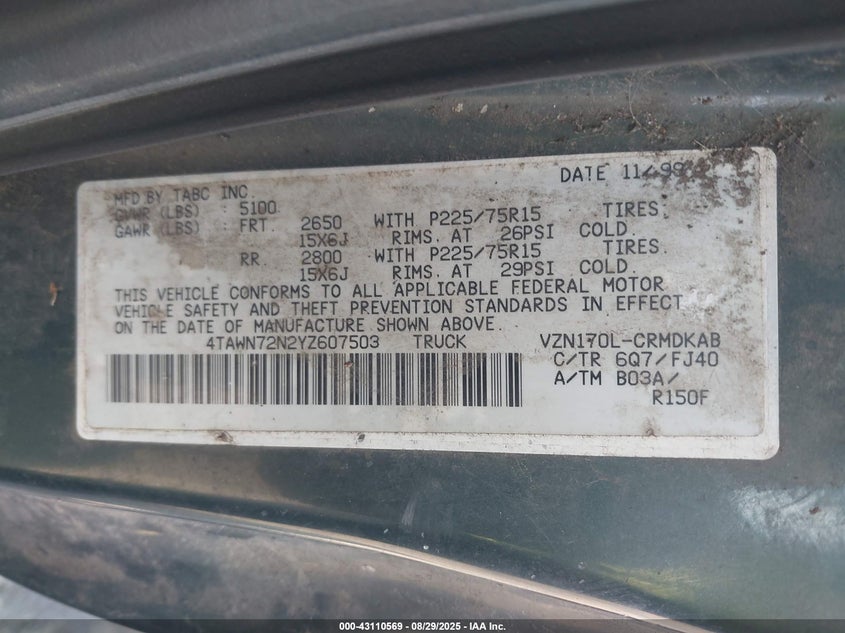 DATE 11/99
MFD BY TABC INC.
GVWR (LBS) 5100
GAWR (LBS) FRT. 2650 WITH P225/75R15 TIRES.
15X6J RIMS. AT 26PSI COLD.
RR. 2800 WITH P225/75R15 TIRES.
15X6J RIMS. AT 29PSI COLD.
THIS VEHICLE CONFORMS TO ALL APPLICABLE FEDERAL MOTOR
VEHICLE SAFETY AND THEFT PREVENTION STANDARDS IN EFFECT
ON THE DATE OF MANUFACTURE SHOWN ABOVE.
4TAWN72N2YZ607503 TRUCK VZN170L-CRMDKAB
C/TR 6Q7/FJ40
A/TM B03A/
R150F
000-43110569 - 08/29/2025 - IAA Inc.